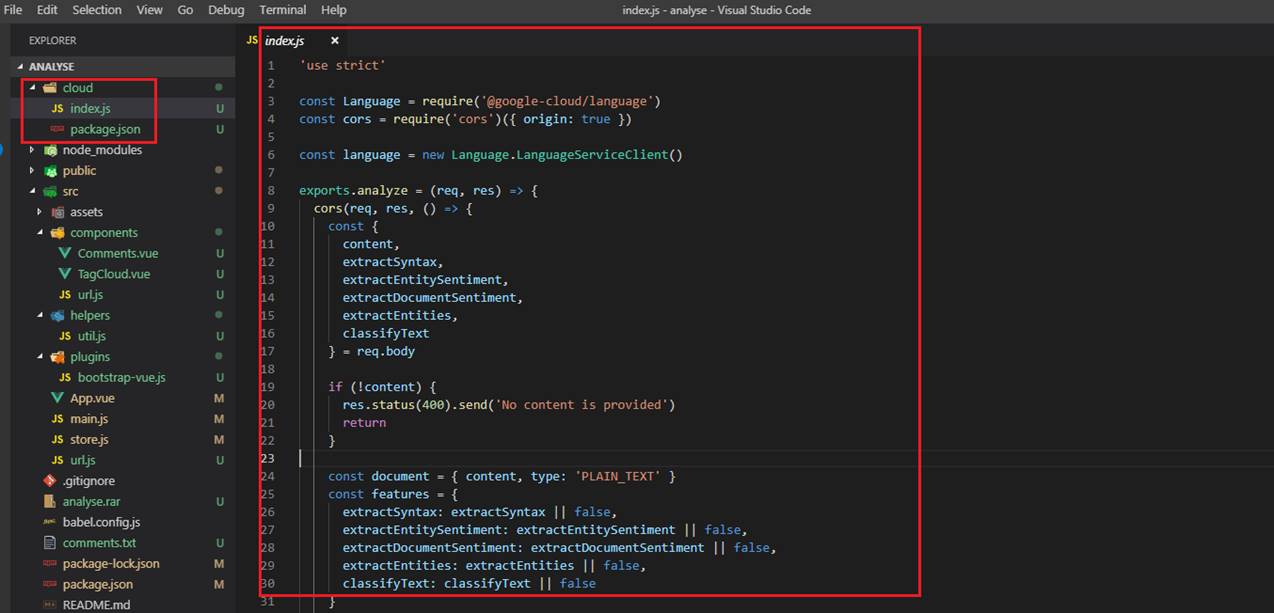 File Edit Selection View Go Debug Terminal Help
index.js - analyse - Visual Studio Code
EXPLORER
ANALYSE
cloud
JS index.js U
package.json U
node_modules
public
src
assets
components
Comments.vue U
TagCloud.vue U
JS url.js U
helpers
JS util.js U
plugins
JS bootstrap-vue.js U
App.vue M
JS main.js M
JS store.js M
JS url.js U
.gitignore
analyse.rar U
babel.config.js
comments.txt U
package-lock.json M
package.json M
README.md
JS index.js ×
1 'use strict'
2
3 const Language = require('@google-cloud/language')
4 const cors = require('cors')({ origin: true })
5
6 const language = new Language.LanguageServiceClient()
7
8 exports.analyze = (req, res) => {
9 cors(req, res, () => {
10 const {
11 content,
12 extractSyntax,
13 extractEntitySentiment,
14 extractDocumentSentiment,
15 extractEntities,
16 classifyText
17 } = req.body
18
19 if (!content) {
20 res.status(400).send('No content is provided')
21 return
22 }
23
24 const document = { content, type: 'PLAIN_TEXT' }
25 const features = {
26 extractSyntax: extractSyntax || false,
27 extractEntitySentiment: extractEntitySentiment || false,
28 extractDocumentSentiment: extractDocumentSentiment || false,
29 extractEntities: extractEntities || false,
30 classifyText: classifyText || false
31 }